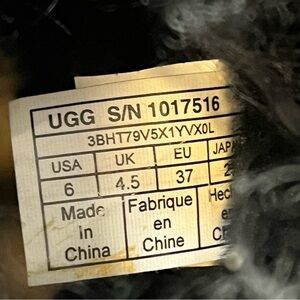 UGG S/N 1017516
3BHT79V5X1YVX0L
USA UK EU
6 4.5 37
Made Fabrique
in en
China Chine